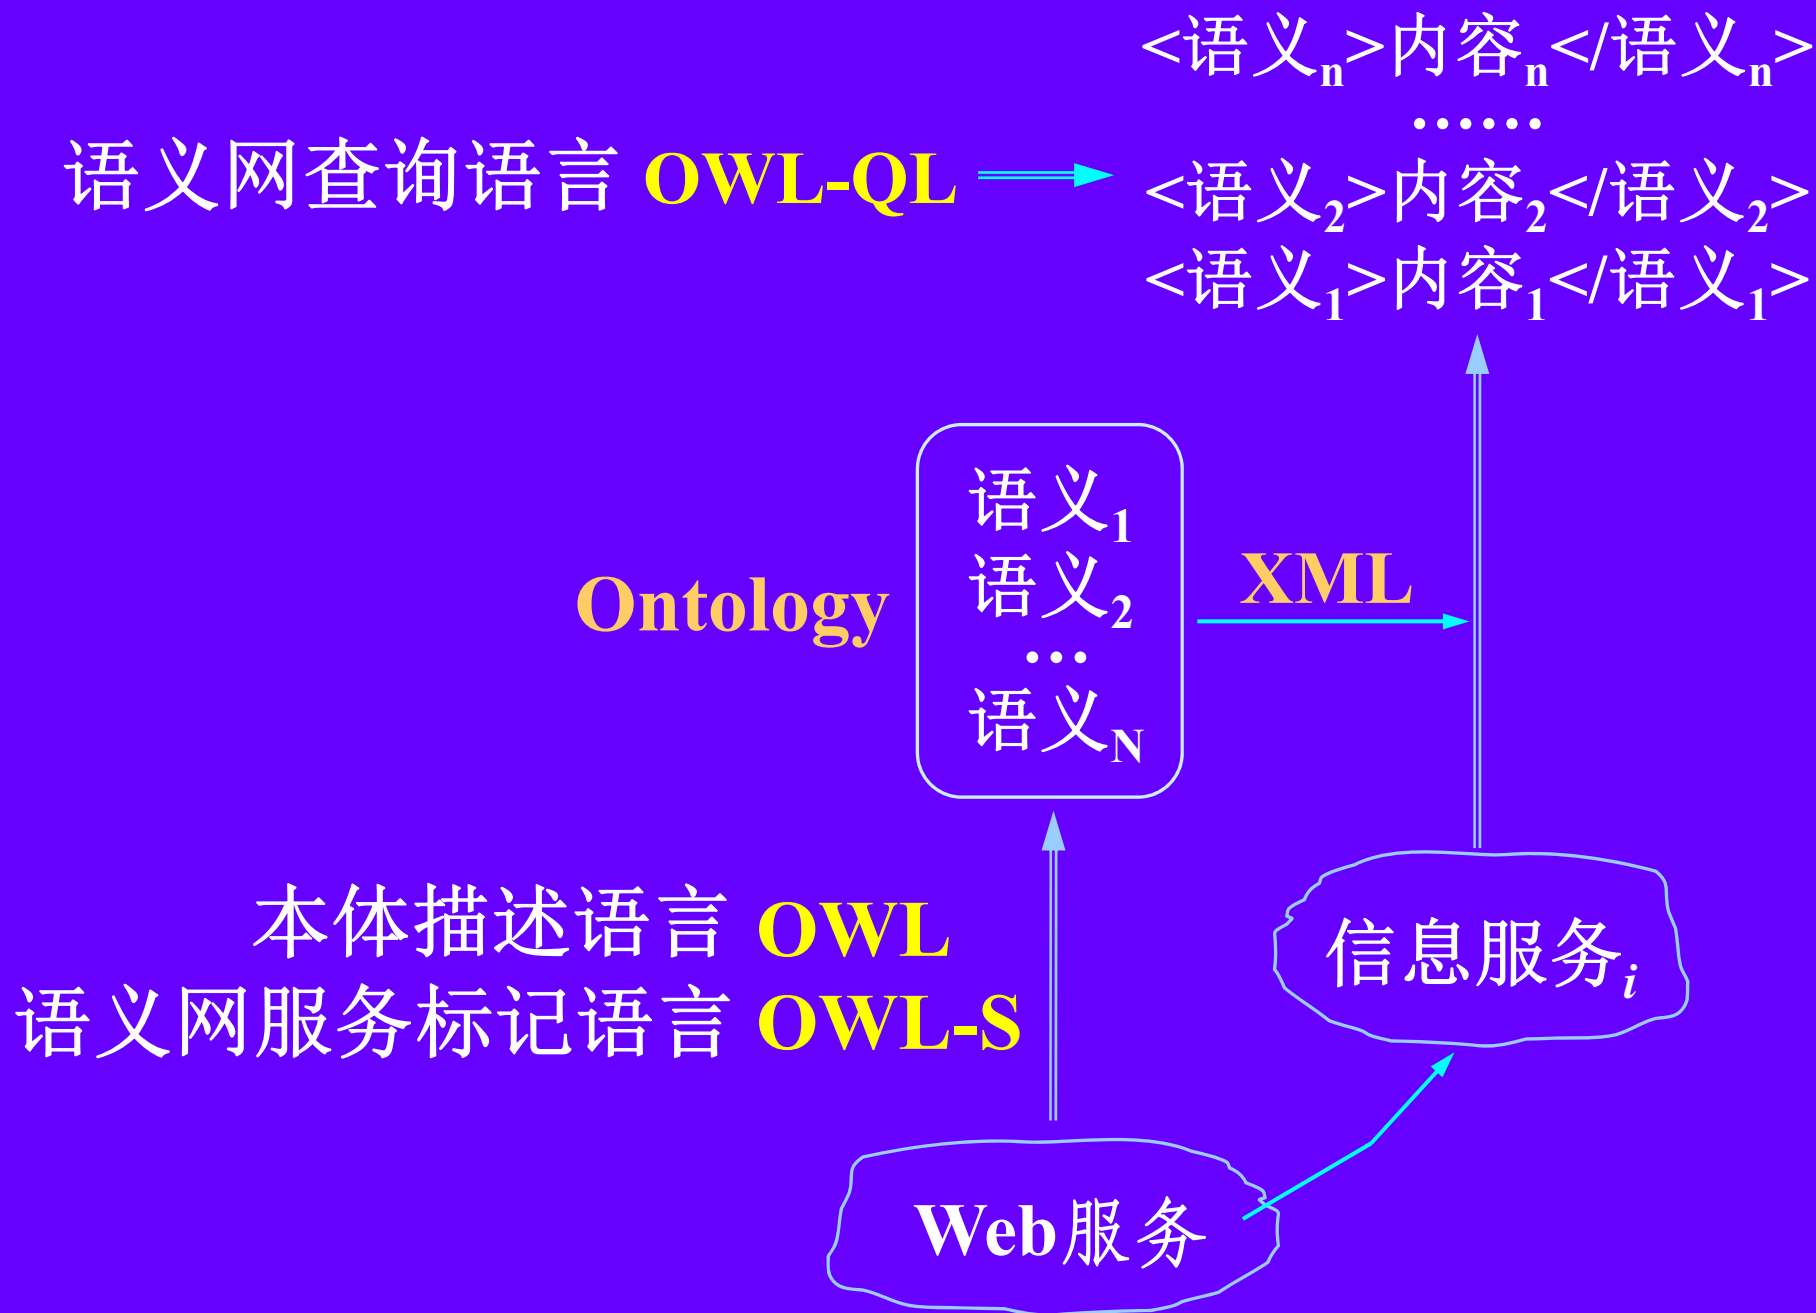 <语义n>内容n</语义n>
······
语义网查询语言 OWL-QL
<语义2>内容2</语义2>
<语义1>内容1</语义1>
语义1
Ontology
语义2
XML
···
语义N
本体描述语言 OWL
语义网服务标记语言 OWL-S
信息服务i
Web服务